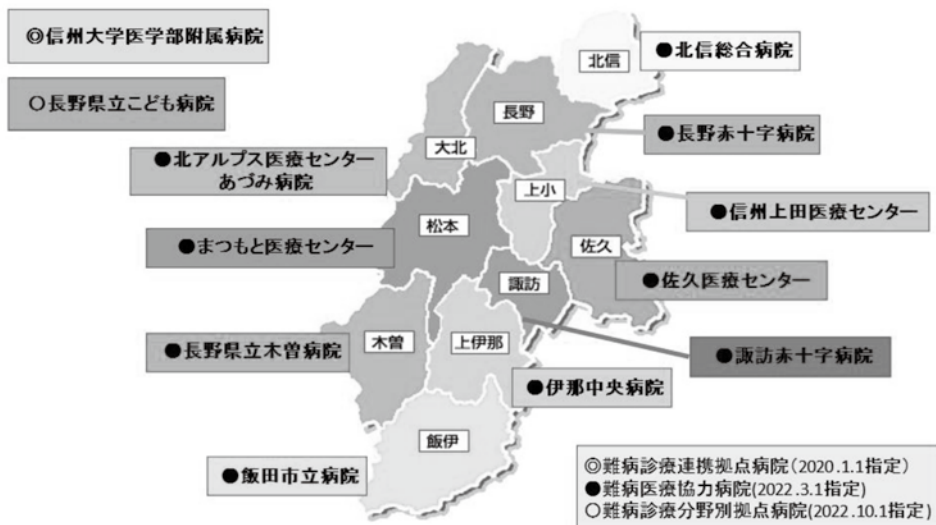 ◎信州大学医学部附属病院
○長野県立こども病院
北信
●北信総合病院
長野
●長野赤十字病院
大北
●北アルプス医療センター
あづみ病院
上小
●信州上田医療センター
松本
●まつもと医療センター
佐久
●佐久医療センター
諏訪
●諏訪赤十字病院
木曽
●長野県立木曽病院
上伊那
●伊那中央病院
飯伊
●飯田市立病院
◎難病診療連携拠点病院(2020.1.1指定)
●難病医療協力病院(2022.3.1指定)
○難病診療分野別拠点病院(2022.10.1指定)